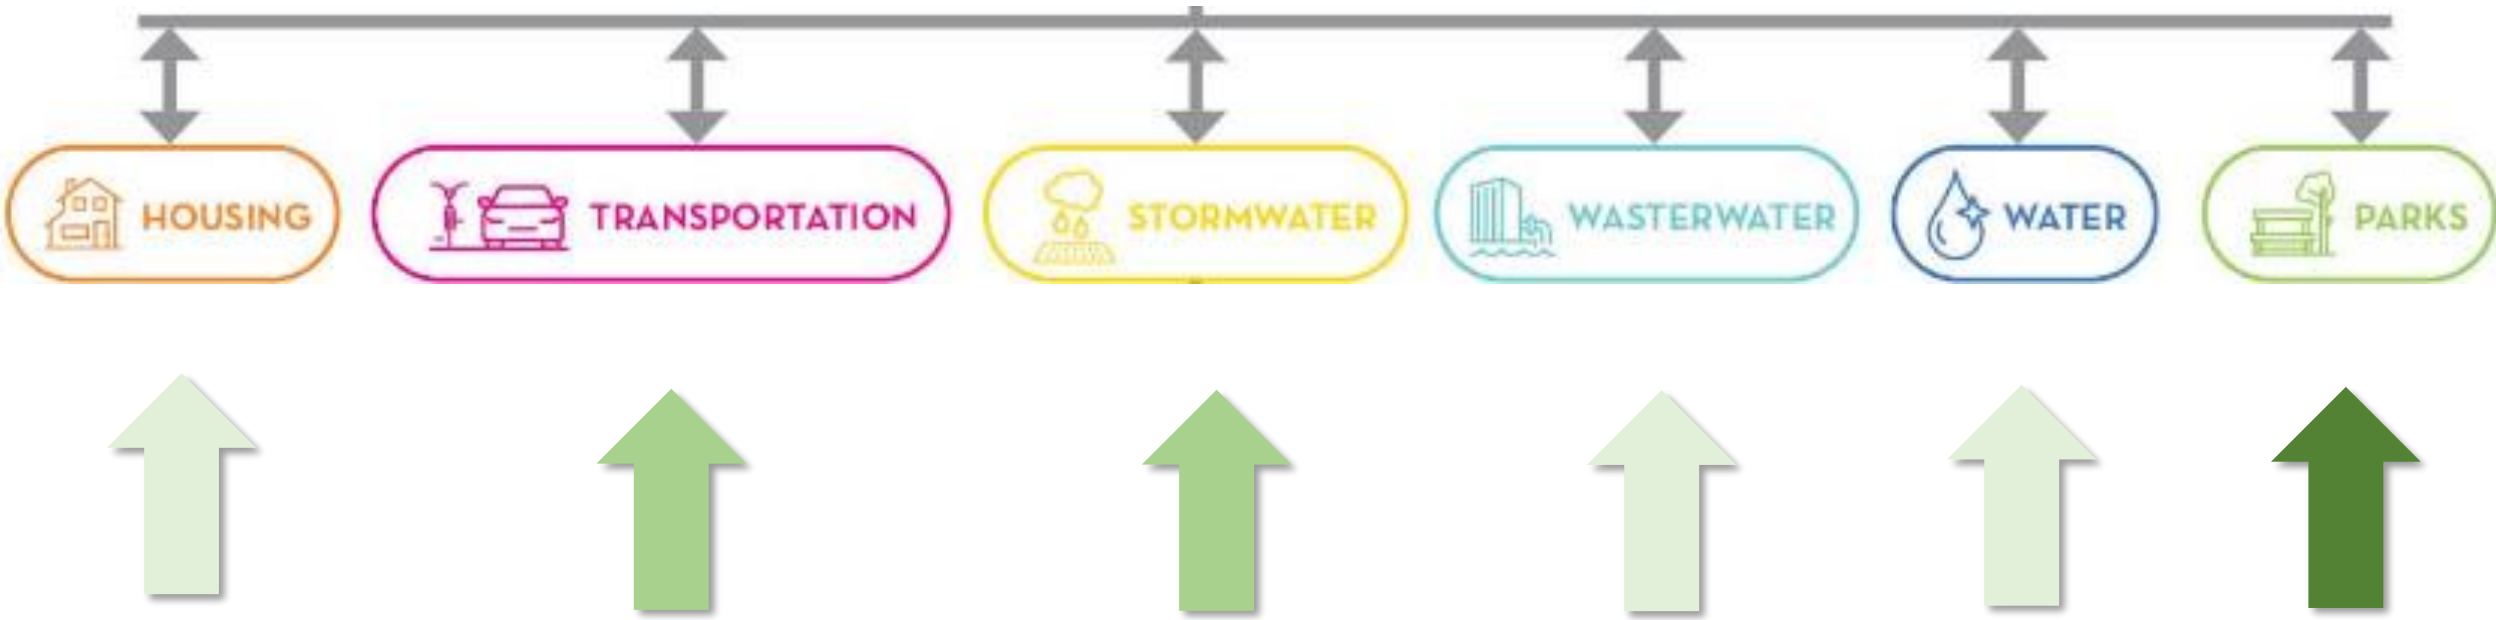 HOUSING
TRANSPORTATION
STORMWATER
WASTERWATER
WATER
PARKS